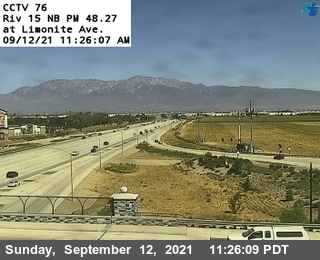 CCTV 76
Riv 15 NB PM 48.27
at Limonite Ave.
09/12/21 11:26:07 AM
Sunday, September 12, 2021 11:26:09 PDT